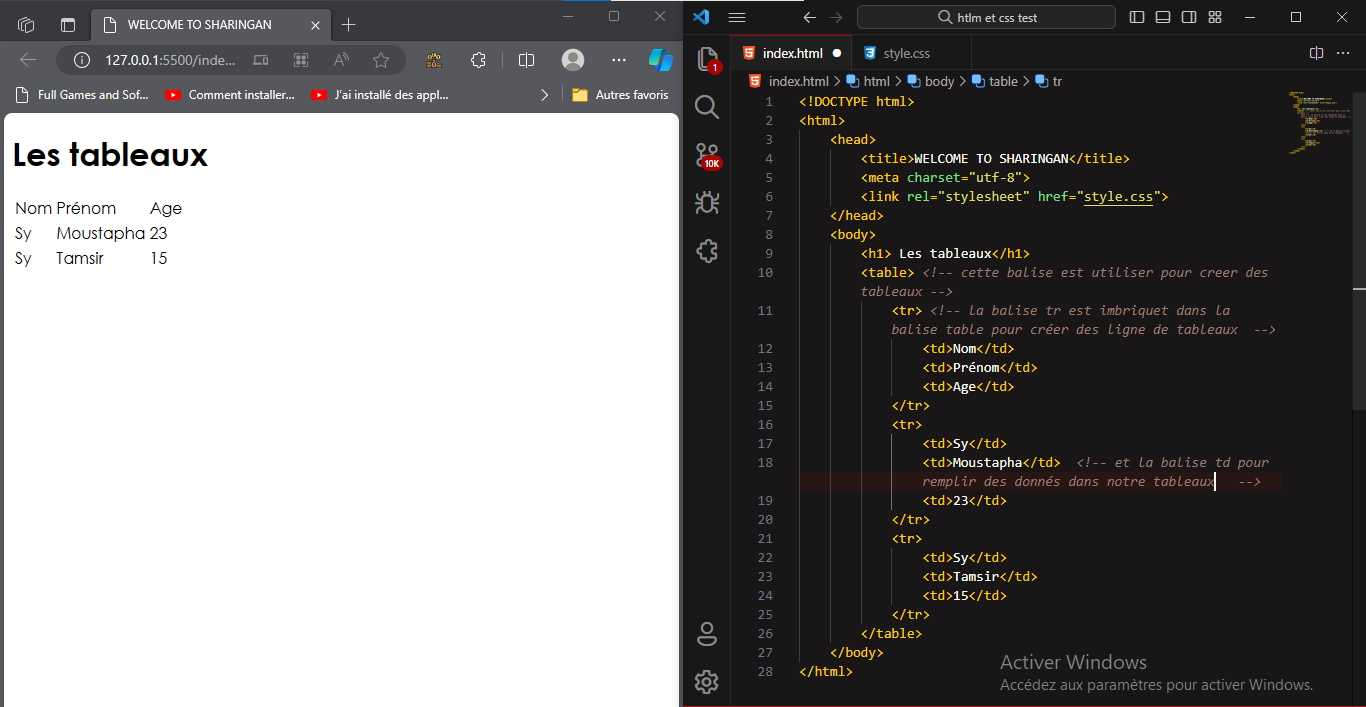 WELCOME TO SHARINGAN
127.0.0.1:5500/inde...
Full Games and Sof...
Comment installer...
J'ai installé des appl...
Autres favoris
Les tableaux
Nom Prénom Age
Sy Moustapha 23
Sy Tamsir 15
htlm et css test
1
10K
index.html
style.css
index.html > html > body > table > tr
1 <!DOCTYPE html>
2 <html>
3 <head>
4 <title>WELCOME TO SHARINGAN</title>
5 <meta charset="utf-8">
6 <link rel="stylesheet" href="style.css">
7 </head>
8 <body>
9 <h1> Les tableaux</h1>
10 <table> <!-- cette balise est utiliser pour creer des
tableaux -->
11 <tr> <!-- la balise tr est imbriquet dans la
balise table pour créer des ligne de tableaux -->
12 <td>Nom</td>
13 <td>Prénom</td>
14 <td>Age</td>
15 </tr>
16 <tr>
17 <td>Sy</td>
18 <td>Moustapha</td> <!-- et la balise td pour
remplir des donnés dans notre tableaux -->
19 <td>23</td>
20 </tr>
21 <tr>
22 <td>Sy</td>
23 <td>Tamsir</td>
24 <td>15</td>
25 </tr>
26 </table>
27 </body>
28 </html>
Activer Windows
Accédez aux paramètres pour activer Windows.